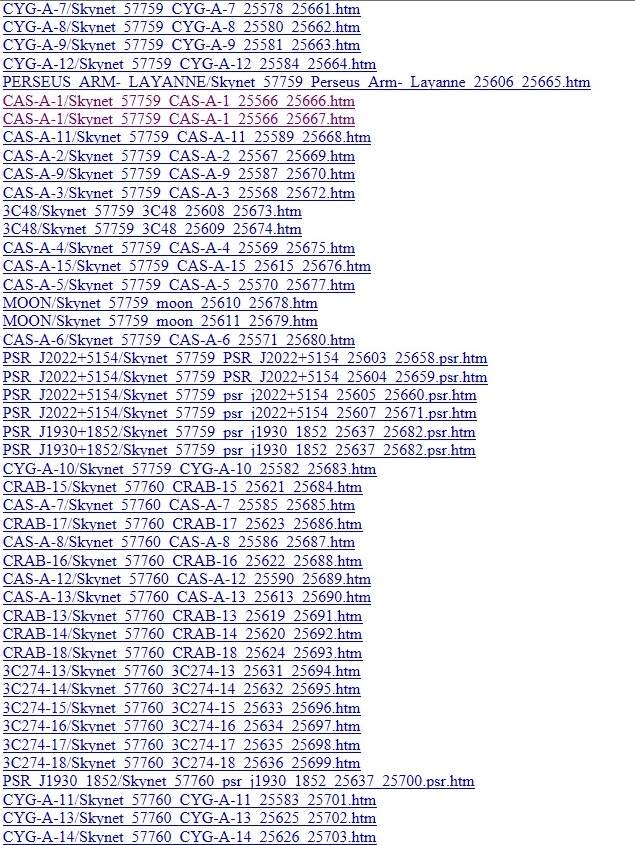 CYG-A-7/Skynet_57759_CYG-A-7_25578_25661.htm
CYG-A-8/Skynet_57759_CYG-A-8_25580_25662.htm
CYG-A-9/Skynet_57759_CYG-A-9_25581_25663.htm
CYG-A-12/Skynet_57759_CYG-A-12_25584_25664.htm
PERSEUS_ARM-_LAYANNE/Skynet_57759_Perseus_Arm-_Layanne_25606_25665.htm
CAS-A-1/Skynet_57759_CAS-A-1_25566_25666.htm
CAS-A-1/Skynet_57759_CAS-A-1_25566_25667.htm
CAS-A-11/Skynet_57759_CAS-A-11_25589_25668.htm
CAS-A-2/Skynet_57759_CAS-A-2_25567_25669.htm
CAS-A-9/Skynet_57759_CAS-A-9_25587_25670.htm
CAS-A-3/Skynet_57759_CAS-A-3_25568_25672.htm
3C48/Skynet_57759_3C48_25608_25673.htm
3C48/Skynet_57759_3C48_25609_25674.htm
CAS-A-4/Skynet_57759_CAS-A-4_25569_25675.htm
CAS-A-15/Skynet_57759_CAS-A-15_25615_25676.htm
CAS-A-5/Skynet_57759_CAS-A-5_25570_25677.htm
MOON/Skynet_57759_moon_25610_25678.htm
MOON/Skynet_57759_moon_25611_25679.htm
CAS-A-6/Skynet_57759_CAS-A-6_25571_25680.htm
PSR_J2022+5154/Skynet_57759_PSR_J2022+5154_25603_25658.psr.htm
PSR_J2022+5154/Skynet_57759_PSR_J2022+5154_25604_25659.psr.htm
PSR_J2022+5154/Skynet_57759_psr_j2022+5154_25605_25660.psr.htm
PSR_J2022+5154/Skynet_57759_psr_j2022+5154_25607_25671.psr.htm
PSR_J1930+1852/Skynet_57759_psr_j1930_1852_25637_25682.psr.htm
PSR_J1930+1852/Skynet_57759_psr_j1930_1852_25637_25682.psr.htm
CYG-A-10/Skynet_57759_CYG-A-10_25582_25683.htm
CRAB-15/Skynet_57760_CRAB-15_25621_25684.htm
CAS-A-7/Skynet_57760_CAS-A-7_25585_25685.htm
CRAB-17/Skynet_57760_CRAB-17_25623_25686.htm
CAS-A-8/Skynet_57760_CAS-A-8_25586_25687.htm
CRAB-16/Skynet_57760_CRAB-16_25622_25688.htm
CAS-A-12/Skynet_57760_CAS-A-12_25590_25689.htm
CAS-A-13/Skynet_57760_CAS-A-13_25613_25690.htm
CRAB-13/Skynet_57760_CRAB-13_25619_25691.htm
CRAB-14/Skynet_57760_CRAB-14_25620_25692.htm
CRAB-18/Skynet_57760_CRAB-18_25624_25693.htm
3C274-13/Skynet_57760_3C274-13_25631_25694.htm
3C274-14/Skynet_57760_3C274-14_25632_25695.htm
3C274-15/Skynet_57760_3C274-15_25633_25696.htm
3C274-16/Skynet_57760_3C274-16_25634_25697.htm
3C274-17/Skynet_57760_3C274-17_25635_25698.htm
3C274-18/Skynet_57760_3C274-18_25636_25699.htm
PSR_J1930_1852/Skynet_57760_psr_j1930_1852_25637_25700.psr.htm
CYG-A-11/Skynet_57760_CYG-A-11_25583_25701.htm
CYG-A-13/Skynet_57760_CYG-A-13_25625_25702.htm
CYG-A-14/Skynet_57760_CYG-A-14_25626_25703.htm